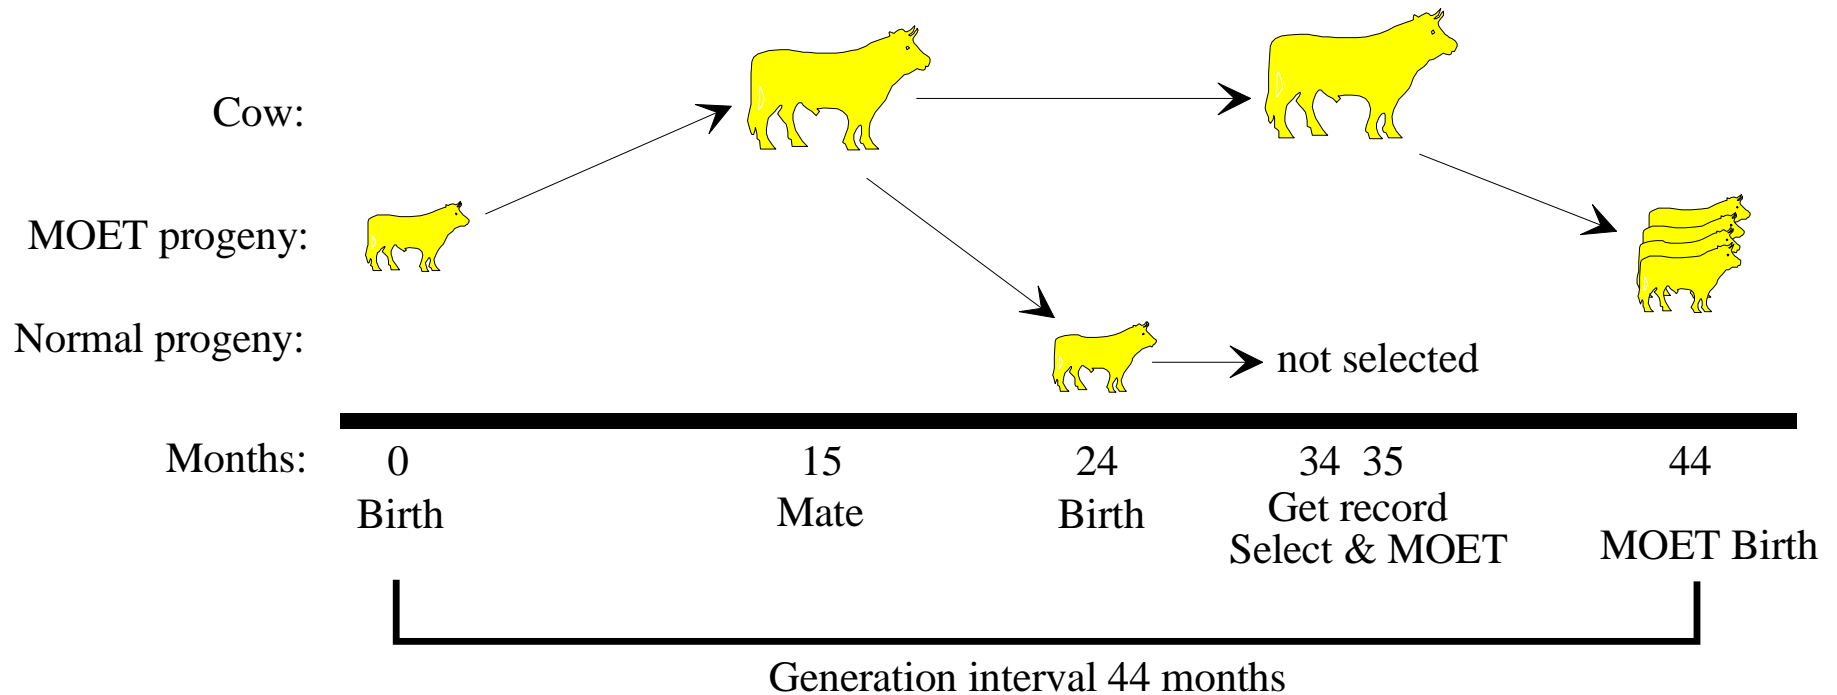 Cow:
MOET progeny:
Normal progeny:
not selected
Months: 0 15 24 34 35 44
Birth Mate Birth Get record
Select & MOET MOET Birth
Generation interval 44 months